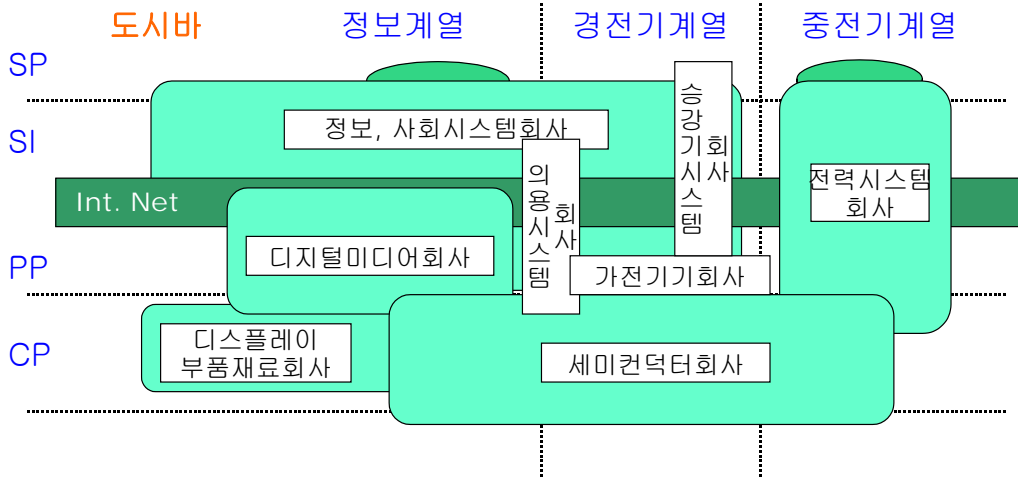 도시바
정보계열
경전기계열
중전기계열
SP
SI
정보, 사회시스템회사
승강기시스템
회사
의용시스템
회사
전력시스템
회사
Int. Net
디지털미디어회사
PP
가전기기회사
CP
디스플레이
부품재료회사
세미컨덕터회사